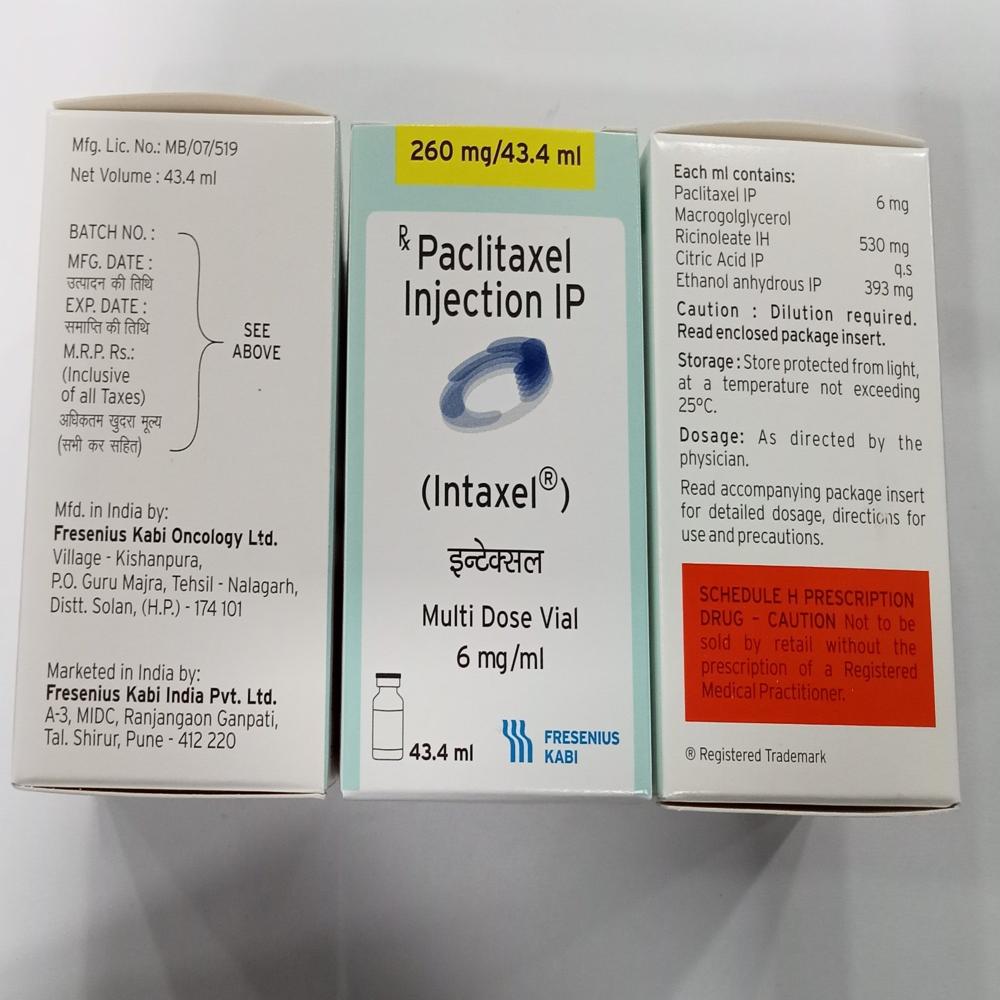 Mfg. Lic. No.: MB/07/519
Net Volume : 43.4 ml
BATCH NO. :
MFG. DATE :
उत्पादन की तिथि
EXP. DATE :
समाप्ति की तिथि
M.R.P. Rs.:
(Inclusive
of all Taxes)
अधिकतम खुदरा मूल्य
(सभी कर सहित)
SEE
ABOVE
Mfd. in India by:
Fresenius Kabi Oncology Ltd.
Village - Kishanpura,
P.O. Guru Majra, Tehsil - Nalagarh,
Distt. Solan, (H.P.) - 174 101
Marketed in India by:
Fresenius Kabi India Pvt. Ltd.
A-3, MIDC, Ranjangaon Ganpati,
Tal. Shirur, Pune - 412 220
260 mg/43.4 ml
℞ Paclitaxel
Injection IP
(Intaxel®)
इन्टेक्सल
Multi Dose Vial
6 mg/ml
43.4 ml
FRESENIUS
KABI
Each ml contains:
Paclitaxel IP 6 mg
Macrogolglycerol
Ricinoleate IH 530 mg
Citric Acid IP q.s
Ethanol anhydrous IP 393 mg
Caution : Dilution required.
Read enclosed package insert.
Storage : Store protected from light,
at a temperature not exceeding
25°C.
Dosage: As directed by the
physician.
Read accompanying package insert
for detailed dosage, directions for
use and precautions.
SCHEDULE H PRESCRIPTION
DRUG - CAUTION Not to be
sold by retail without the
prescription of a Registered
Medical Practitioner.
® Registered Trademark